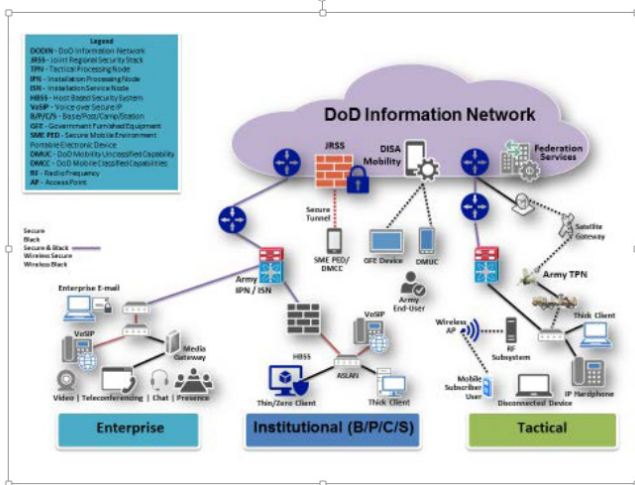 Legend
DODIN - DoD Information Network
JRSS - Joint Regional Security Stack
TPN - Tactical Processing Node
IPN - Installation Processing Node
ISN - Installation Service Node
HBSS - Host Based Security System
VoSIP - Voice over Secure IP
B/P/C/S - Base/Post/Camp/Station
GFE - Government Furnished Equipment
SME PED - Secure Mobile Environment
Portable Electronic Device
DMUC - DoD Mobility Unclassified Capability
DMCC - DoD Mobile Classified Capabilities
RF - Radio Frequency
AP - Access Point
DoD Information Network
JRSS
DISA
Mobility
Federation
Services
Secure
Tunnel
SME PED/
DMCC
GFE Device
DMUC
Army
End-User
Satellite
Gateway
Army TPN
Secure
Black
Secure & Black
Wireless Secure
Wireless Black
Army
IPN / ISN
Enterprise E-mail
VoSIP
Media
Gateway
Video | Teleconferencing | Chat | Presence
VoSIP
HBSS
ASLAN
Thin/Zero Client
Thick Client
Wireless
AP
RF
Subsystem
Thick Client
Mobile
Subscriber
User
Disconnected Device
IP Hardphone
Enterprise
Institutional (B/P/C/S)
Tactical